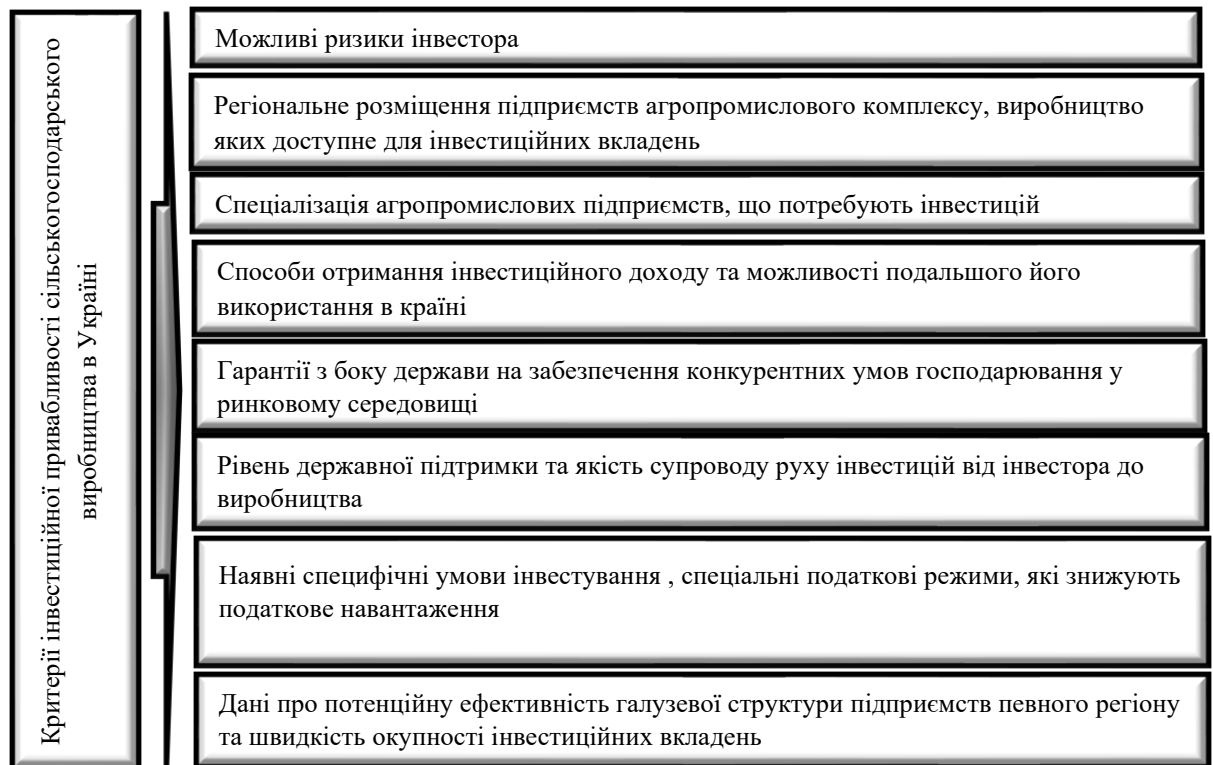 Критерії інвестиційної привабливості сільськогосподарського
виробництва в Україні
Можливі ризики інвестора
Регіональне розміщення підприємств агропромислового комплексу, виробництво
яких доступне для інвестиційних вкладень
Спеціалізація агропромислових підприємств, що потребують інвестицій
Способи отримання інвестиційного доходу та можливості подальшого його
використання в країні
Гарантії з боку держави на забезпечення конкурентних умов господарювання у
ринковому середовищі
Рівень державної підтримки та якість супроводу руху інвестицій від інвестора до
виробництва
Наявні специфічні умови інвестування , спеціальні податкові режими, які знижують
податкове навантаження
Дані про потенційну ефективність галузевої структури підприємств певного регіону
та швидкість окупності інвестиційних вкладень